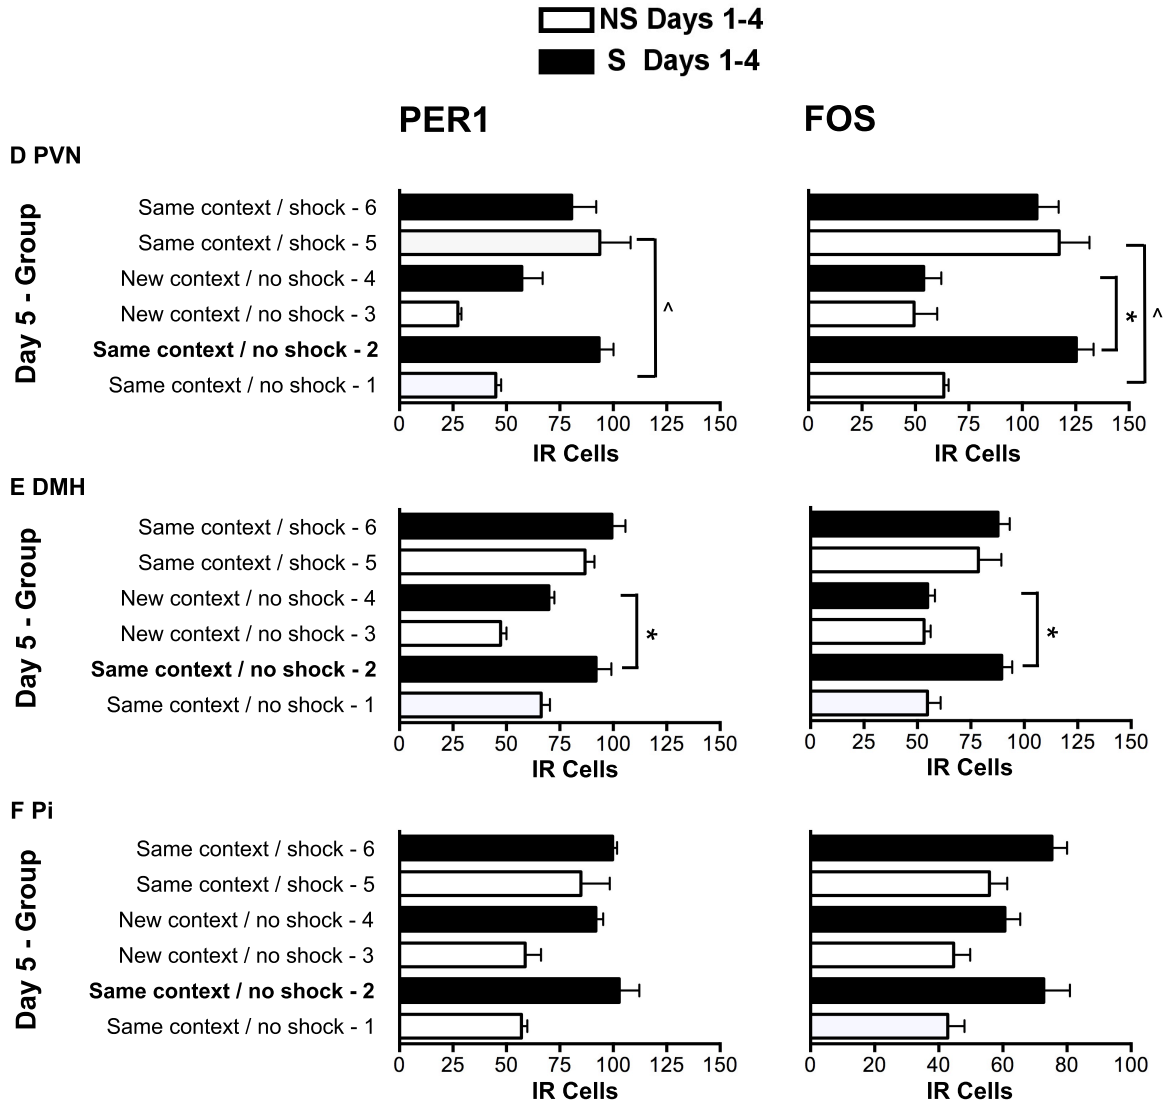 NS Days 1-4
S Days 1-4
PER1 FOS
D PVN
Day 5 - Group
Same context / shock - 6
Same context / shock - 5
New context / no shock - 4
New context / no shock - 3
Same context / no shock - 2
Same context / no shock - 1
^
* ^
0 25 50 75 100 125 150
0 25 50 75 100 125 150
IR Cells
IR Cells
E DMH
Day 5 - Group
Same context / shock - 6
Same context / shock - 5
New context / no shock - 4
New context / no shock - 3
Same context / no shock - 2
Same context / no shock - 1
*
*
0 25 50 75 100 125 150
0 25 50 75 100 125 150
IR Cells
IR Cells
F Pi
Day 5 - Group
Same context / shock - 6
Same context / shock - 5
New context / no shock - 4
New context / no shock - 3
Same context / no shock - 2
Same context / no shock - 1
0 25 50 75 100 125 150
0 20 40 60 80 100
IR Cells
IR Cells